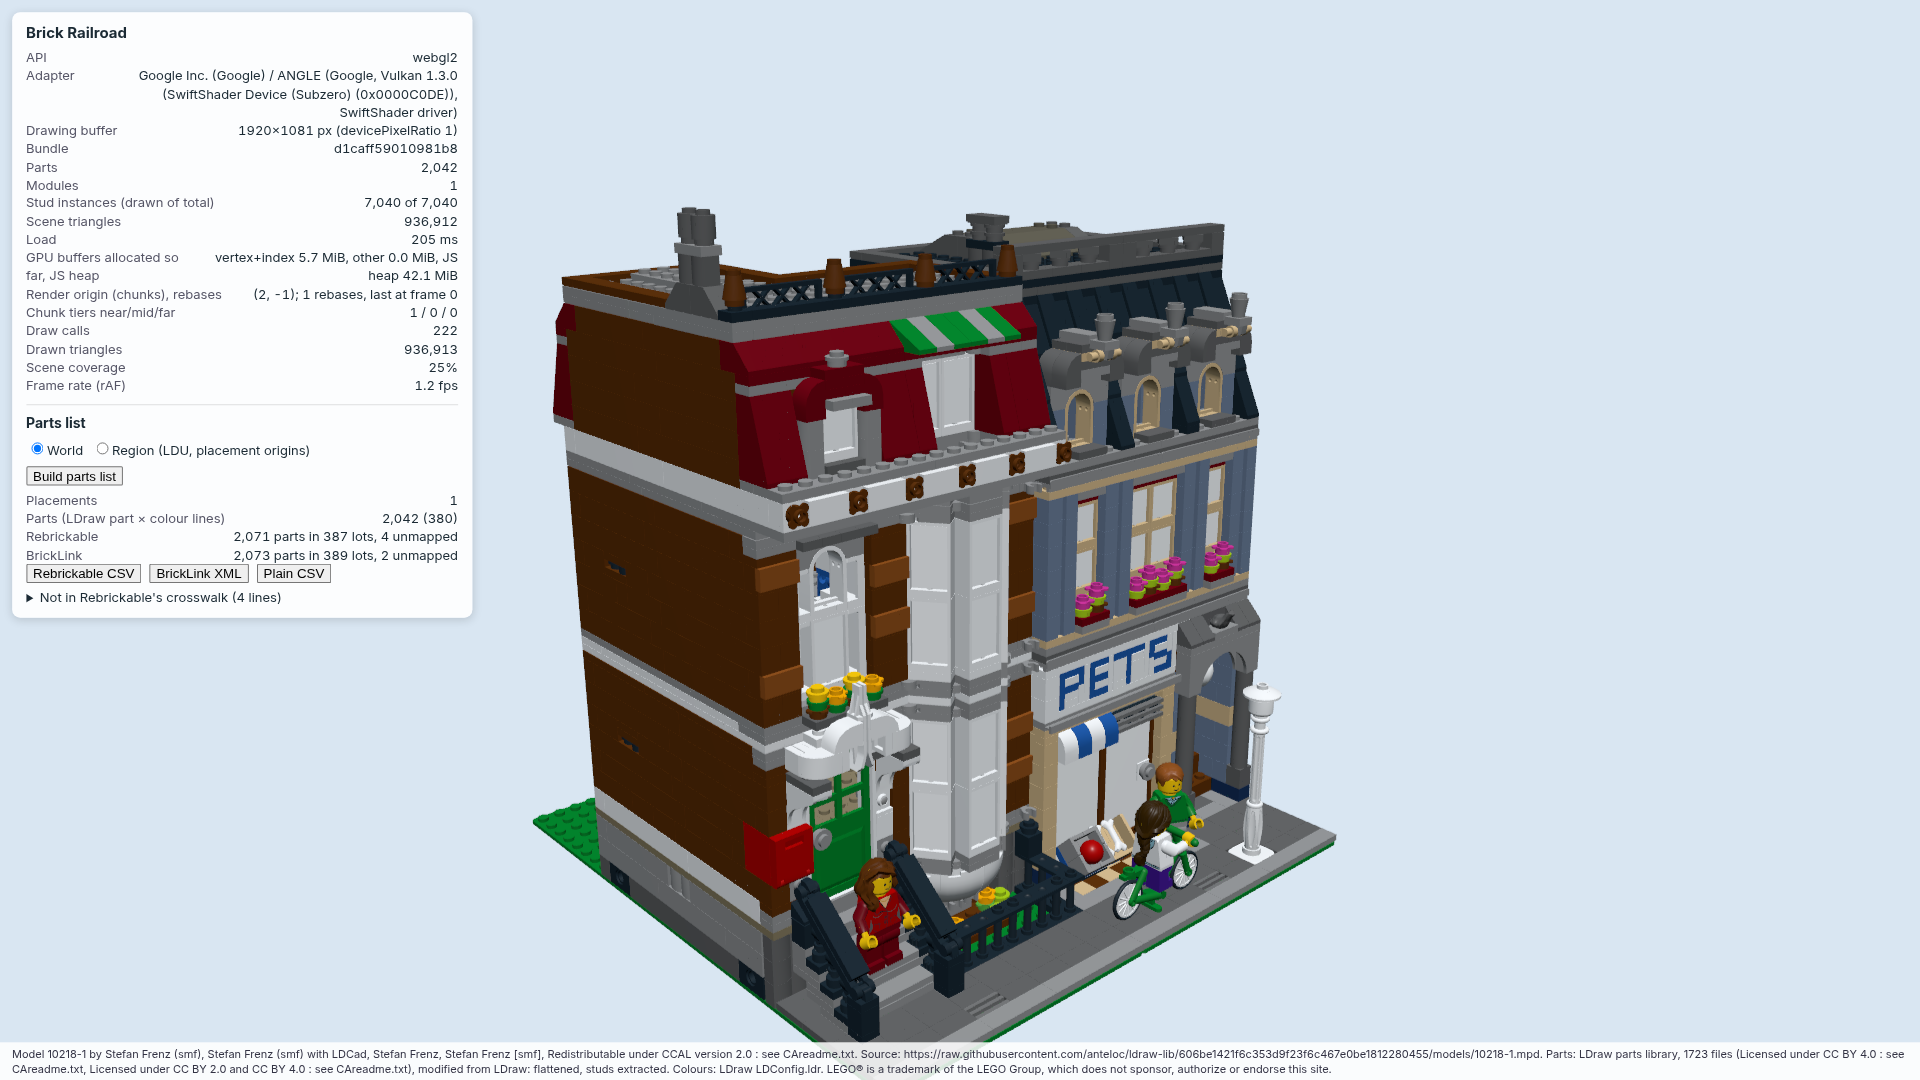 Brick Railroad
API webgl2
Adapter Google Inc. (Google) / ANGLE (Google, Vulkan 1.3.0
(SwiftShader Device (Subzero) (0x0000C0DE)),
SwiftShader driver)
Drawing buffer 1920×1081 px (devicePixelRatio 1)
Bundle d1caff59010981b8
Parts 2,042
Modules 1
Stud instances (drawn of total) 7,040 of 7,040
Scene triangles 936,912
Load 205 ms
GPU buffers allocated so vertex+index 5.7 MiB, other 0.0 MiB, JS
far, JS heap heap 42.1 MiB
Render origin (chunks), rebases (2, -1); 1 rebases, last at frame 0
Chunk tiers near/mid/far 1 / 0 / 0
Draw calls 222
Drawn triangles 936,913
Scene coverage 25%
Frame rate (rAF) 1.2 fps
Parts list
World Region (LDU, placement origins)
Build parts list
Placements 1
Parts (LDraw part × colour lines) 2,042 (380)
Rebrickable 2,071 parts in 387 lots, 4 unmapped
BrickLink 2,073 parts in 389 lots, 2 unmapped
Rebrickable CSV BrickLink XML Plain CSV
Not in Rebrickable's crosswalk (4 lines)
PETS
Model 10218-1 by Stefan Frenz (smf), Stefan Frenz (smf) with LDCad, Stefan Frenz, Stefan Frenz [smf], Redistributable under CCAL version 2.0 : see CAreadme.txt. Source: https://raw.githubusercontent.com/anteloc/ldraw-lib/606be1421f6c353d9f23f6c467e0be1812280455/models/10218-1.mpd. Parts: LDraw parts library, 1723 files (Licensed under CC BY 4.0 : see
CAreadme.txt, Licensed under CC BY 2.0 and CC BY 4.0 : see CAreadme.txt), modified from LDraw: flattened, studs extracted. Colours: LDraw LDConfig.ldr. LEGO® is a trademark of the LEGO Group, which does not sponsor, authorize or endorse this site.